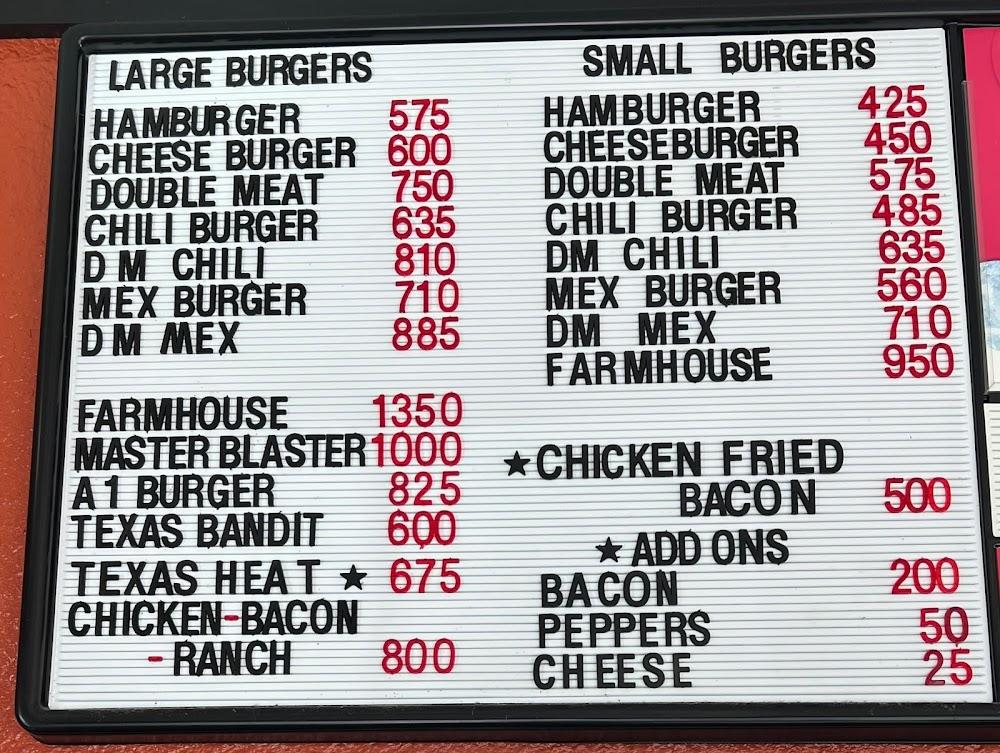 LARGE BURGERS
HAMBURGER 575
CHEESE BURGER 600
DOUBLE MEAT 750
CHILI BURGER 635
DM CHILI 810
MEX BURGER 710
DM MEX 885
FARMHOUSE 1350
MASTER BLASTER 1000
A1 BURGER 825
TEXAS BANDIT 600
TEXAS HEAT ★ 675
CHICKEN-BACON
-RANCH 800
SMALL BURGERS
HAMBURGER 425
CHEESEBURGER 450
DOUBLE MEAT 575
CHILI BURGER 485
DM CHILI 635
MEX BURGER 560
DM MEX 710
FARMHOUSE 950
★CHICKEN FRIED
BACON 500
★ADD ONS
BACON 200
PEPPERS 50
CHEESE 25